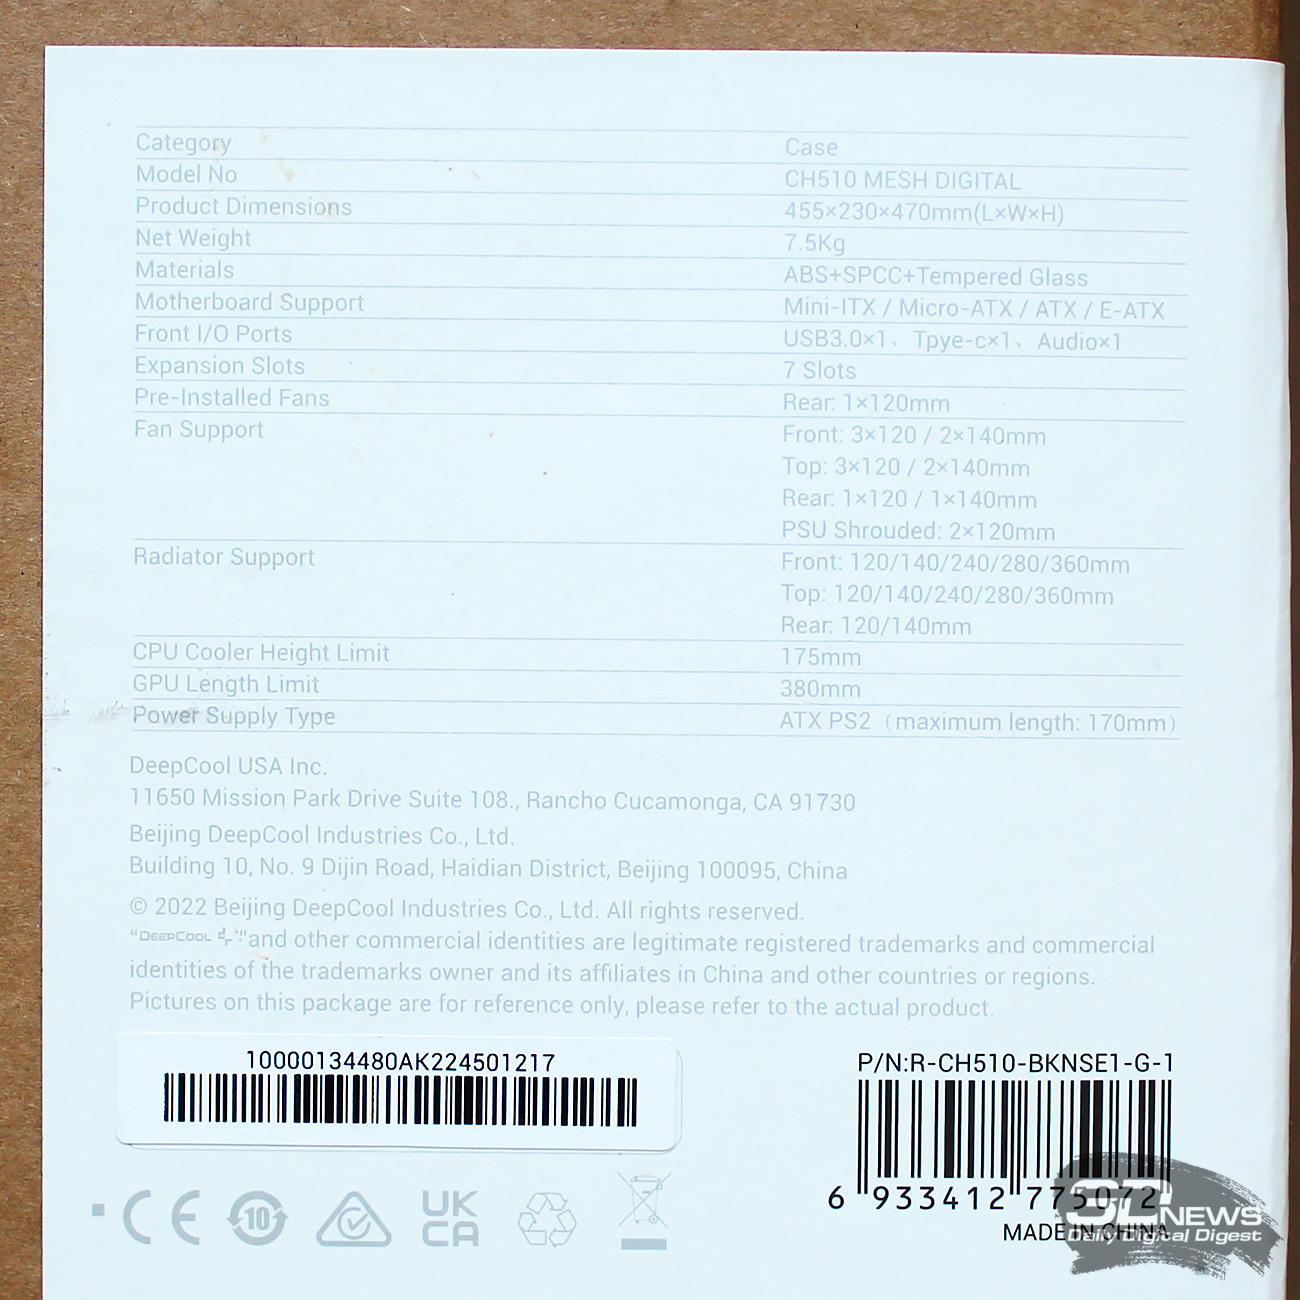 Category Case
Model No CH510 MESH DIGITAL
Product Dimensions 455×230×470mm(L×W×H)
Net Weight 7.5Kg
Materials ABS+SPCC+Tempered Glass
Motherboard Support Mini-ITX / Micro-ATX / ATX / E-ATX
Front I/O Ports USB3.0×1、Tpye-c×1、Audio×1
Expansion Slots 7 Slots
Pre-Installed Fans Rear: 1×120mm
Fan Support Front: 3×120 / 2×140mm
Top: 3×120 / 2×140mm
Rear: 1×120 / 1×140mm
PSU Shrouded: 2×120mm
Radiator Support Front: 120/140/240/280/360mm
Top: 120/140/240/280/360mm
Rear: 120/140mm
CPU Cooler Height Limit 175mm
GPU Length Limit 380mm
Power Supply Type ATX PS2（maximum length: 170mm）
DeepCool USA Inc.
11650 Mission Park Drive Suite 108., Rancho Cucamonga, CA 91730
Beijing DeepCool Industries Co., Ltd.
Building 10, No. 9 Dijin Road, Haidian District, Beijing 100095, China
© 2022 Beijing DeepCool Industries Co., Ltd. All rights reserved.
"DEEPCOOL "and other commercial identities are legitimate registered trademarks and commercial
identities of the trademarks owner and its affiliates in China and other countries or regions.
Pictures on this package are for reference only, please refer to the actual product.
10000134480AK224501217
P/N:R-CH510-BKNSE1-G-1
6 933412 775072
MADE IN CHINA
CE 10 UK CA
3DNEWS
Daily Digital Digest